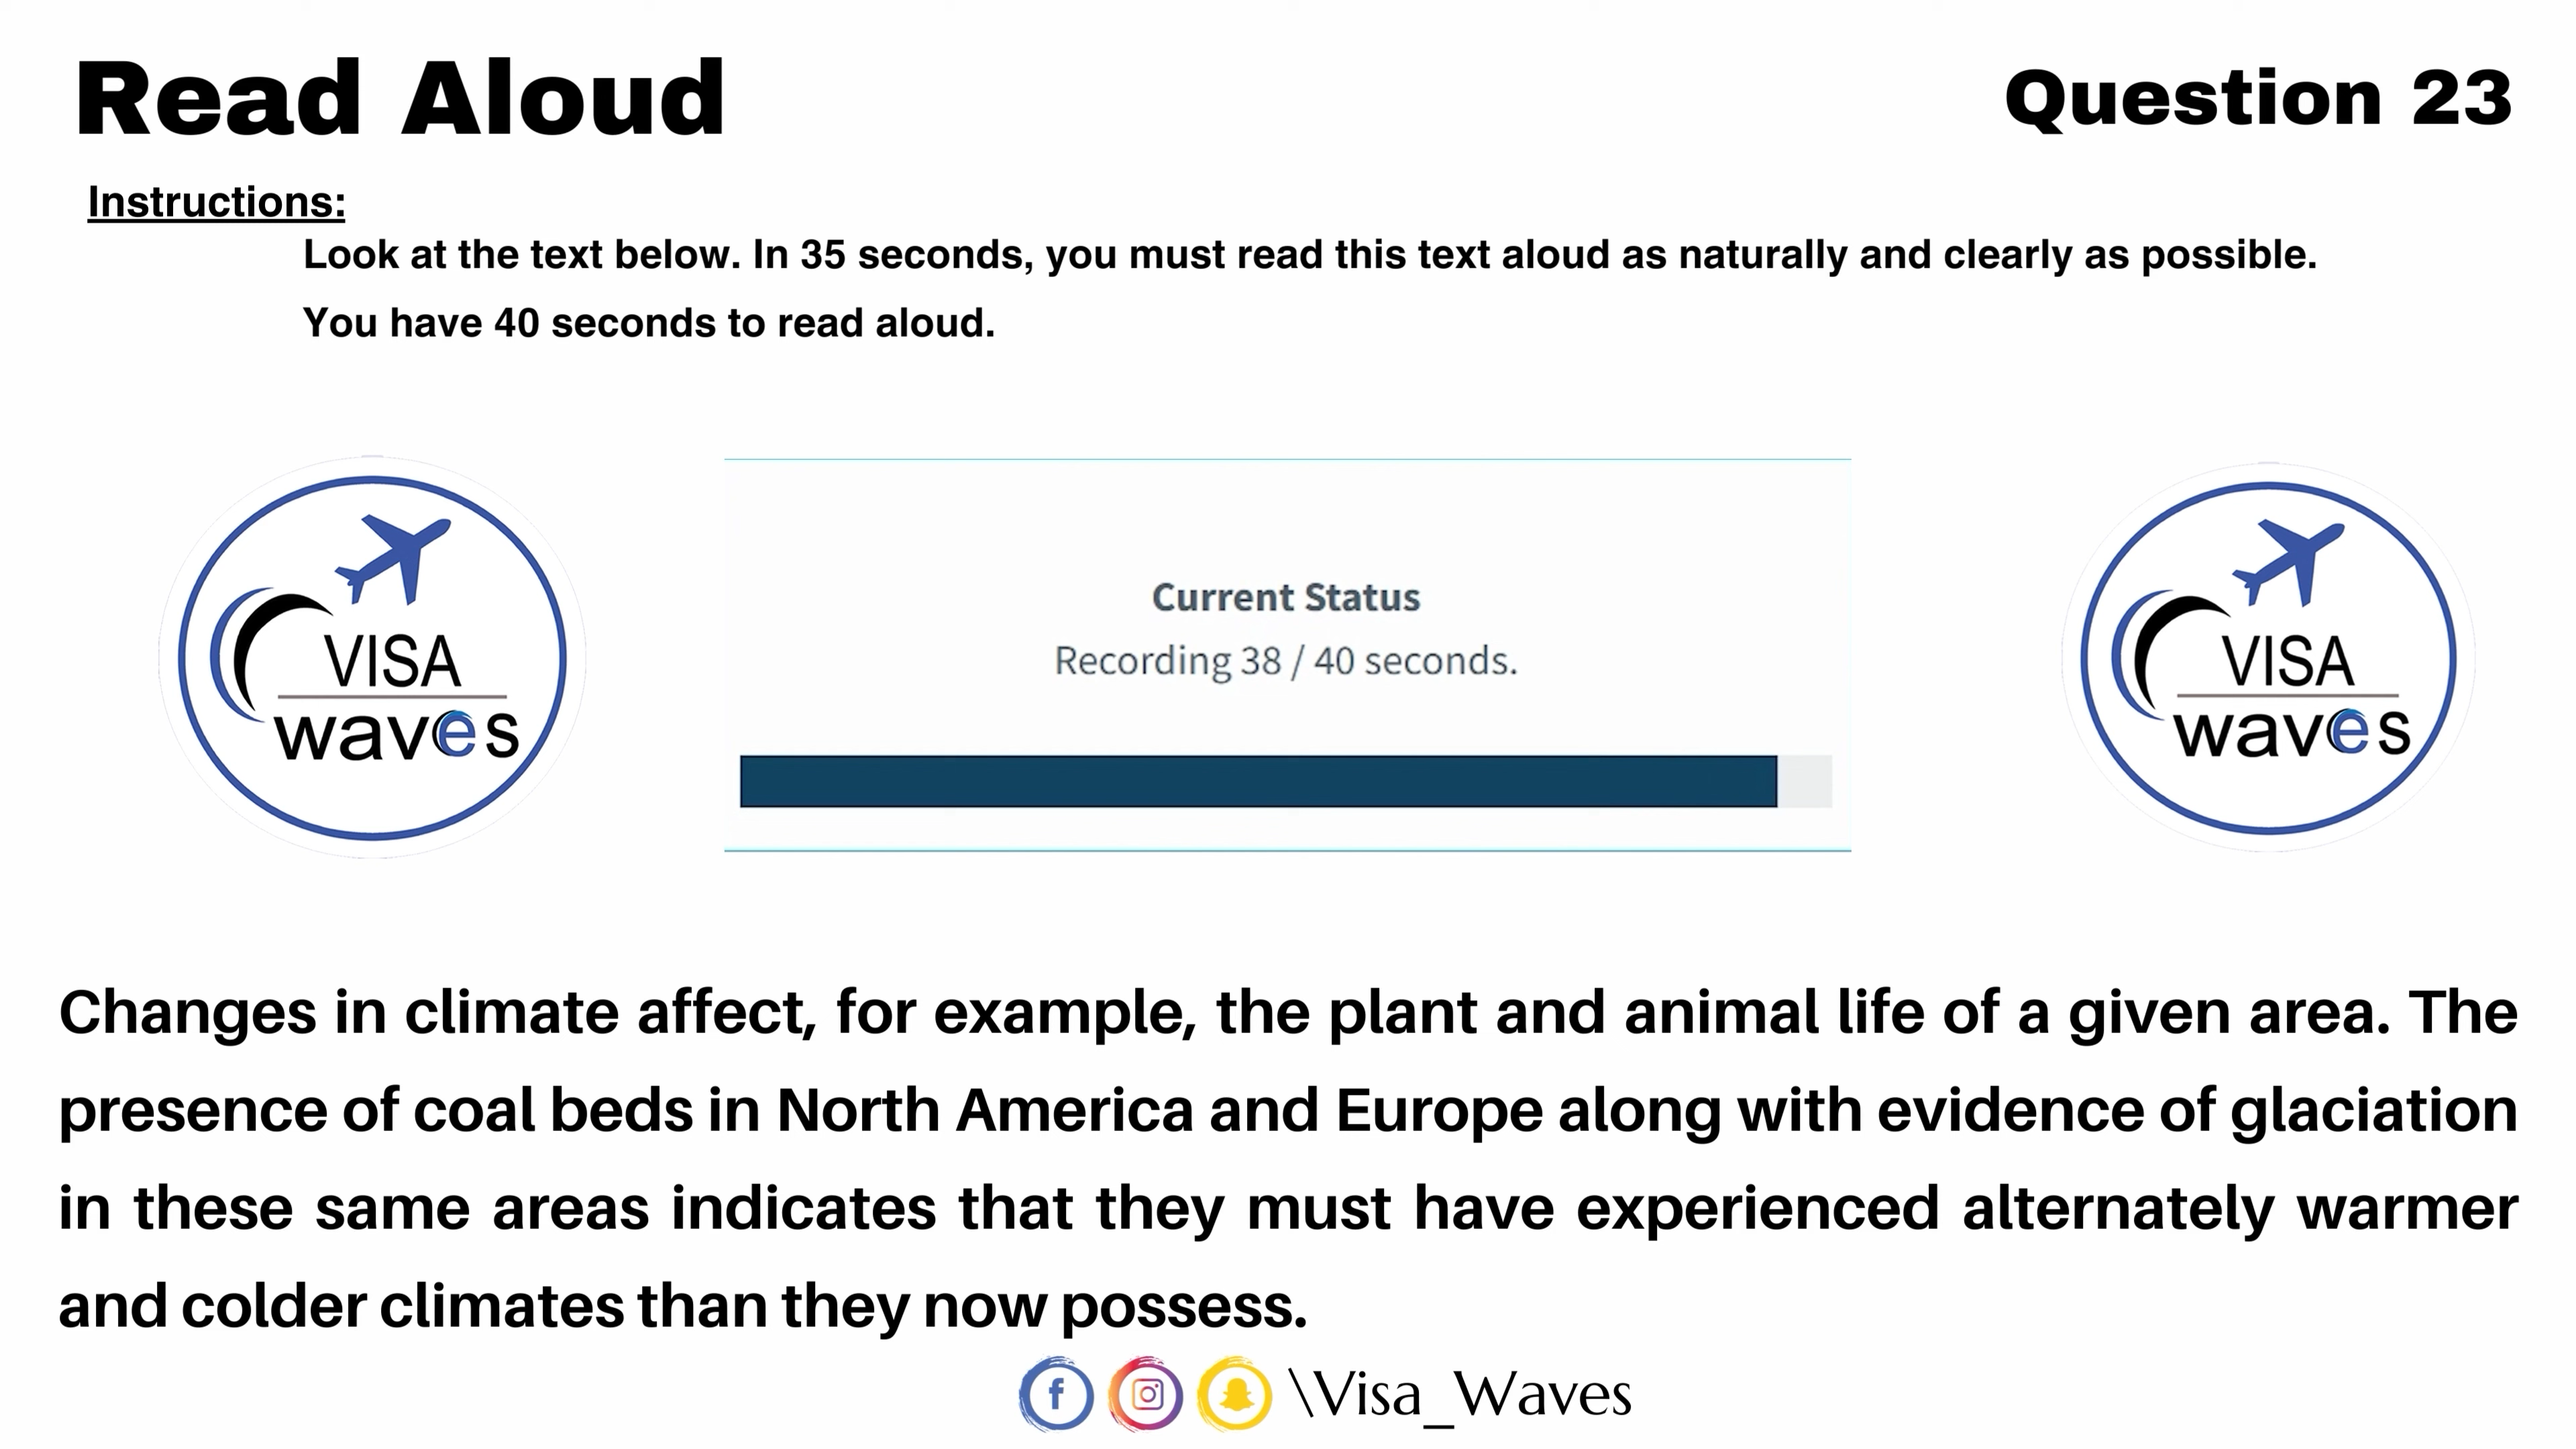 Read Aloud
Question 23
Instructions:
Look at the text below. In 35 seconds, you must read this text aloud as naturally and clearly as possible.
You have 40 seconds to read aloud.
VISA
waves
Current Status
Recording 38 / 40 seconds.
VISA
waves
Changes in climate affect, for example, the plant and animal life of a given area. The
presence of coal beds in North America and Europe along with evidence of glaciation
in these same areas indicates that they must have experienced alternately warmer
and colder climates than they now possess.
\Visa_Waves